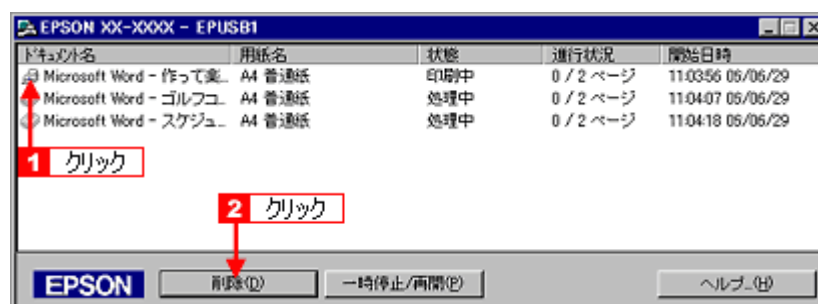 EPSON XX-XXXX - EPUSB1
ドキュメント名 用紙名 状態 進行状況 開始日時
Microsoft Word - 作って楽... A4 普通紙 印刷中 0 / 2 ページ 11:03:56 05/06/29
Microsoft Word - ゴルフコ... A4 普通紙 処理中 0 / 2 ページ 11:04:07 05/06/29
Microsoft Word - スケジュ... A4 普通紙 処理中 0 / 2 ページ 11:04:18 05/06/29
1 クリック
2 クリック
EPSON 削除(D) 一時停止/再開(P) ヘルプ...(H)